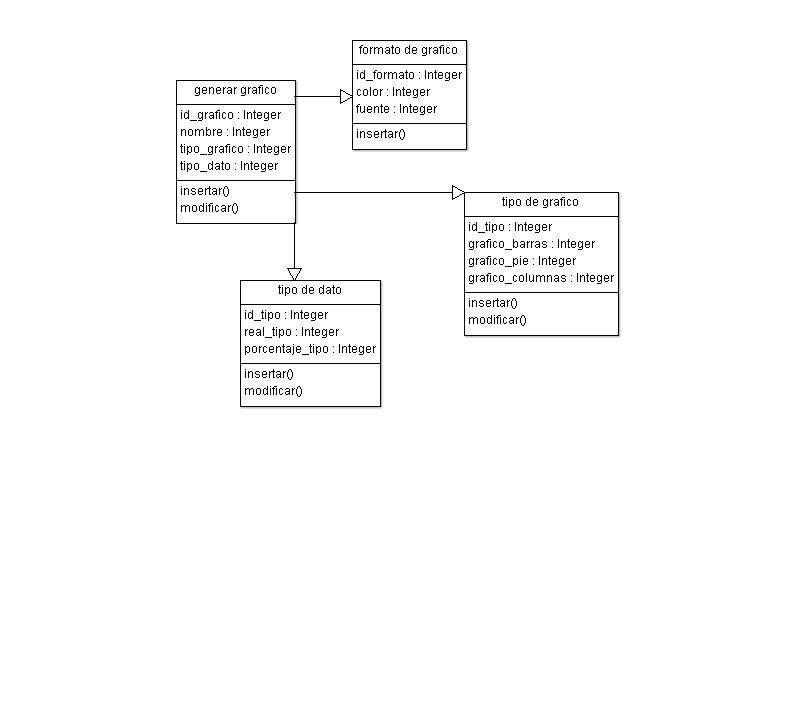 formato de grafico
id_formato : Integer
color : Integer
fuente : Integer
insertar()
generar grafico
id_grafico : Integer
nombre : Integer
tipo_grafico : Integer
tipo_dato : Integer
insertar()
modificar()
tipo de grafico
id_tipo : Integer
grafico_barras : Integer
grafico_pie : Integer
grafico_columnas : Integer
insertar()
modificar()
tipo de dato
id_tipo : Integer
real_tipo : Integer
porcentaje_tipo : Integer
insertar()
modificar()